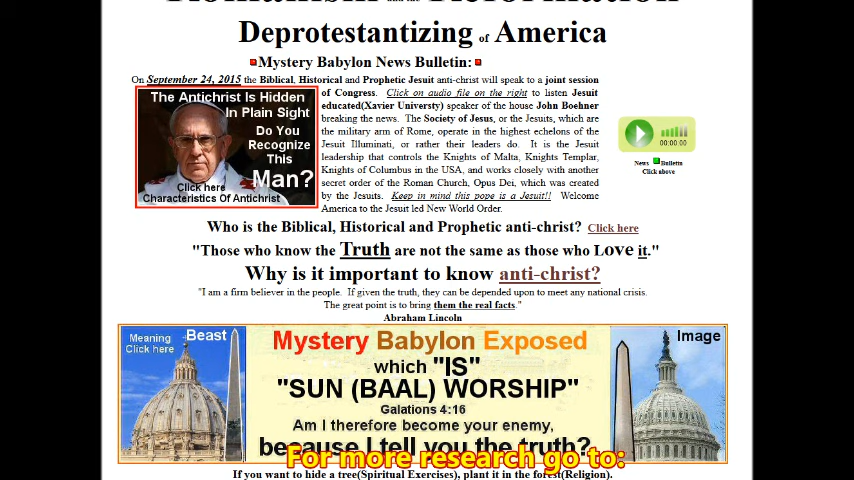 Deprotestantizing of America
Mystery Babylon News Bulletin:
On September 24, 2015 the Biblical, Historical and Prophetic Jesuit anti-christ will speak to a joint session
of Congress. Click on audio file on the right to listen Jesuit
educated(Xavier Universty) speaker of the house John Boehner
breaking the news. The Society of Jesus, or the Jesuits, which are
the military arm of Rome, operate in the highest echelons of the
Jesuit Illuminati, or rather their leaders do. It is the Jesuit
leadership that controls the Knights of Malta, Knights Templar,
Knights of Columbus in the USA, and works closely with another
secret order of the Roman Church, Opus Dei, which was created
by the Jesuits. Keep in mind this pope is a Jesuit!! Welcome
America to the Jesuit led New World Order.
The Antichrist Is Hidden
In Plain Sight
Do You
Recognize
This
Man?
Click here
Characteristics Of Antichrist
00:00:00
News Bulletin
Click above
Who is the Biblical, Historical and Prophetic anti-christ? Click here
"Those who know the Truth are not the same as those who Love it."
Why is it important to know anti-christ?
"I am a firm believer in the people. If given the truth, they can be depended upon to meet any national crisis.
The great point is to bring them the real facts."
Abraham Lincoln
Meaning
Click here
Beast
Mystery Babylon Exposed
which "IS"
"SUN (BAAL) WORSHIP"
Galations 4:16
Am I therefore become your enemy,
because I tell you the truth?
Image
For more research go to:
If you want to hide a tree(Spiritual Exercises), plant it in the forest(Religion).